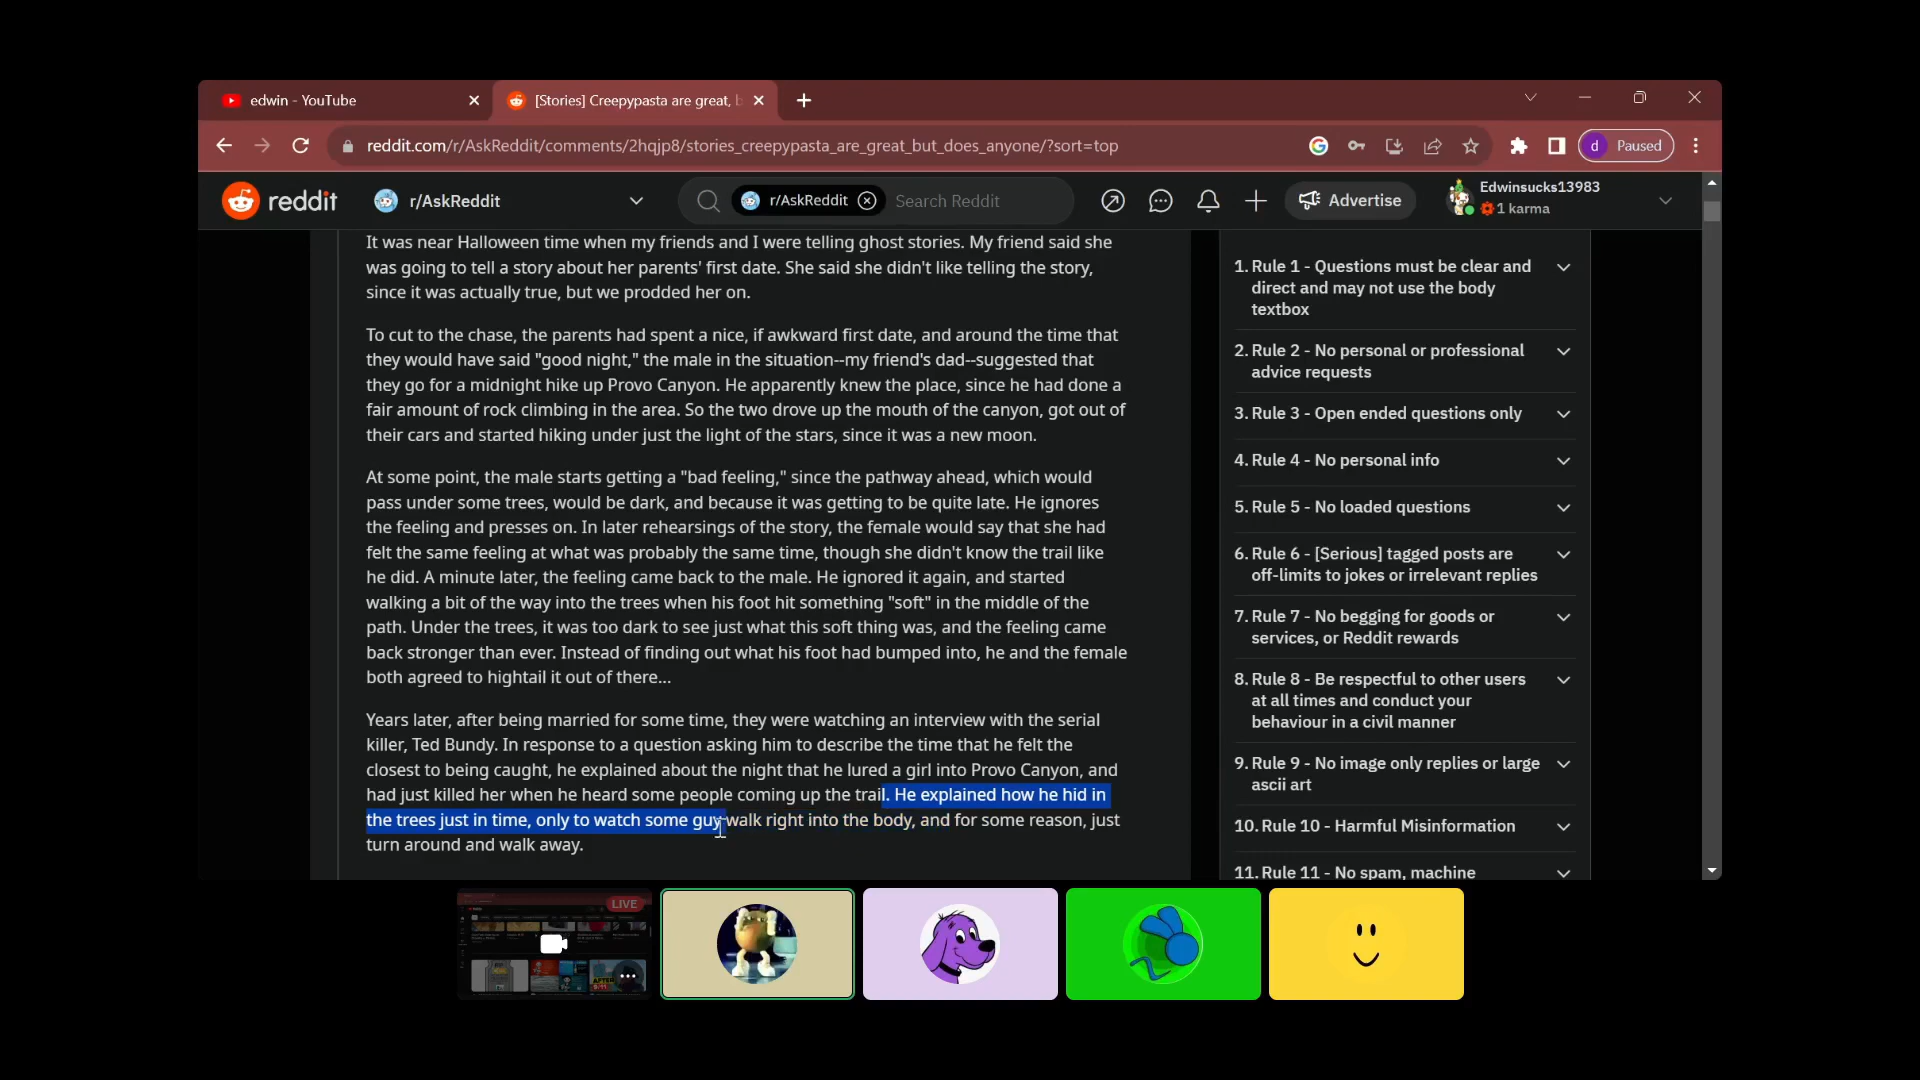 edwin - YouTube
[Stories] Creepypasta are great,
reddit.com/r/AskReddit/comments/2hqjp8/stories_creepypasta_are_great_but_does_anyone/?sort=top
d Paused
reddit
r/AskReddit
r/AskReddit
Search Reddit
Advertise
Edwinsucks13983
1 karma
It was near Halloween time when my friends and I were telling ghost stories. My friend said she
was going to tell a story about her parents' first date. She said she didn't like telling the story,
since it was actually true, but we prodded her on.
To cut to the chase, the parents had spent a nice, if awkward first date, and around the time that
they would have said "good night," the male in the situation--my friend's dad--suggested that
they go for a midnight hike up Provo Canyon. He apparently knew the place, since he had done a
fair amount of rock climbing in the area. So the two drove up the mouth of the canyon, got out of
their cars and started hiking under just the light of the stars, since it was a new moon.
At some point, the male starts getting a "bad feeling," since the pathway ahead, which would
pass under some trees, would be dark, and because it was getting to be quite late. He ignores
the feeling and presses on. In later rehearsings of the story, the female would say that she had
felt the same feeling at what was probably the same time, though she didn't know the trail like
he did. A minute later, the feeling came back to the male. He ignored it again, and started
walking a bit of the way into the trees when his foot hit something "soft" in the middle of the
path. Under the trees, it was too dark to see just what this soft thing was, and the feeling came
back stronger than ever. Instead of finding out what his foot had bumped into, he and the female
both agreed to hightail it out of there...
Years later, after being married for some time, they were watching an interview with the serial
killer, Ted Bundy. In response to a question asking him to describe the time that he felt the
closest to being caught, he explained about the night that he lured a girl into Provo Canyon, and
had just killed her when he heard some people coming up the trail. He explained how he hid in
the trees just in time, only to watch some guy walk right into the body, and for some reason, just
turn around and walk away.
1. Rule 1 - Questions must be clear and
direct and may not use the body
textbox
2. Rule 2 - No personal or professional
advice requests
3. Rule 3 - Open ended questions only
4. Rule 4 - No personal info
5. Rule 5 - No loaded questions
6. Rule 6 - [Serious] tagged posts are
off-limits to jokes or irrelevant replies
7. Rule 7 - No begging for goods or
services, or Reddit rewards
8. Rule 8 - Be respectful to other users
at all times and conduct your
behaviour in a civil manner
9. Rule 9 - No image only replies or large
ascii art
10. Rule 10 - Harmful Misinformation
11. Rule 11 - No spam, machine
LIVE